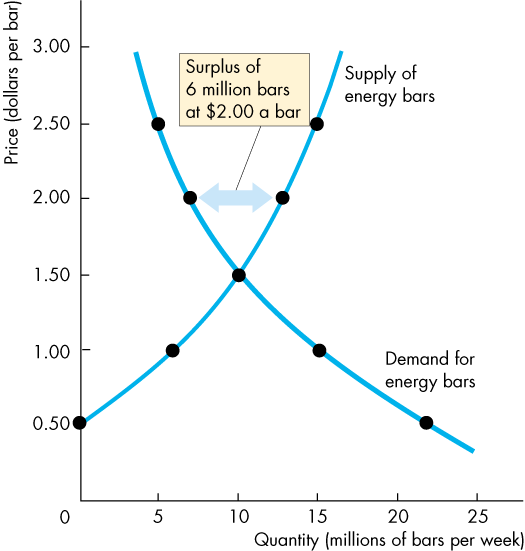 Price (dollars per bar)
3.00
2.50
2.00
1.50
1.00
0.50
0
Surplus of
6 million bars
at $2.00 a bar
Supply of
energy bars
Demand for
energy bars
5
10
15
20
25
Quantity (millions of bars per week)